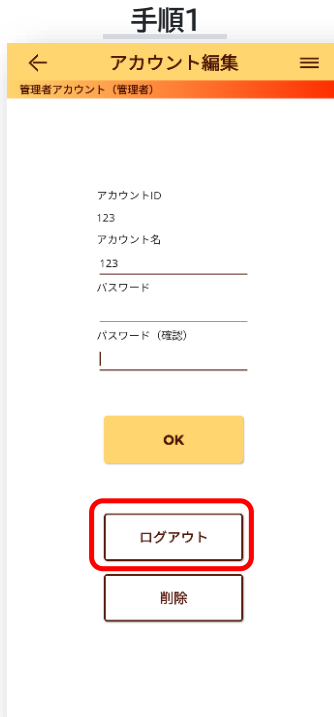 手順1
アカウント編集
管理者アカウント（管理者）
アカウントID
123
アカウント名
123
パスワード
パスワード（確認）
OK
ログアウト
削除